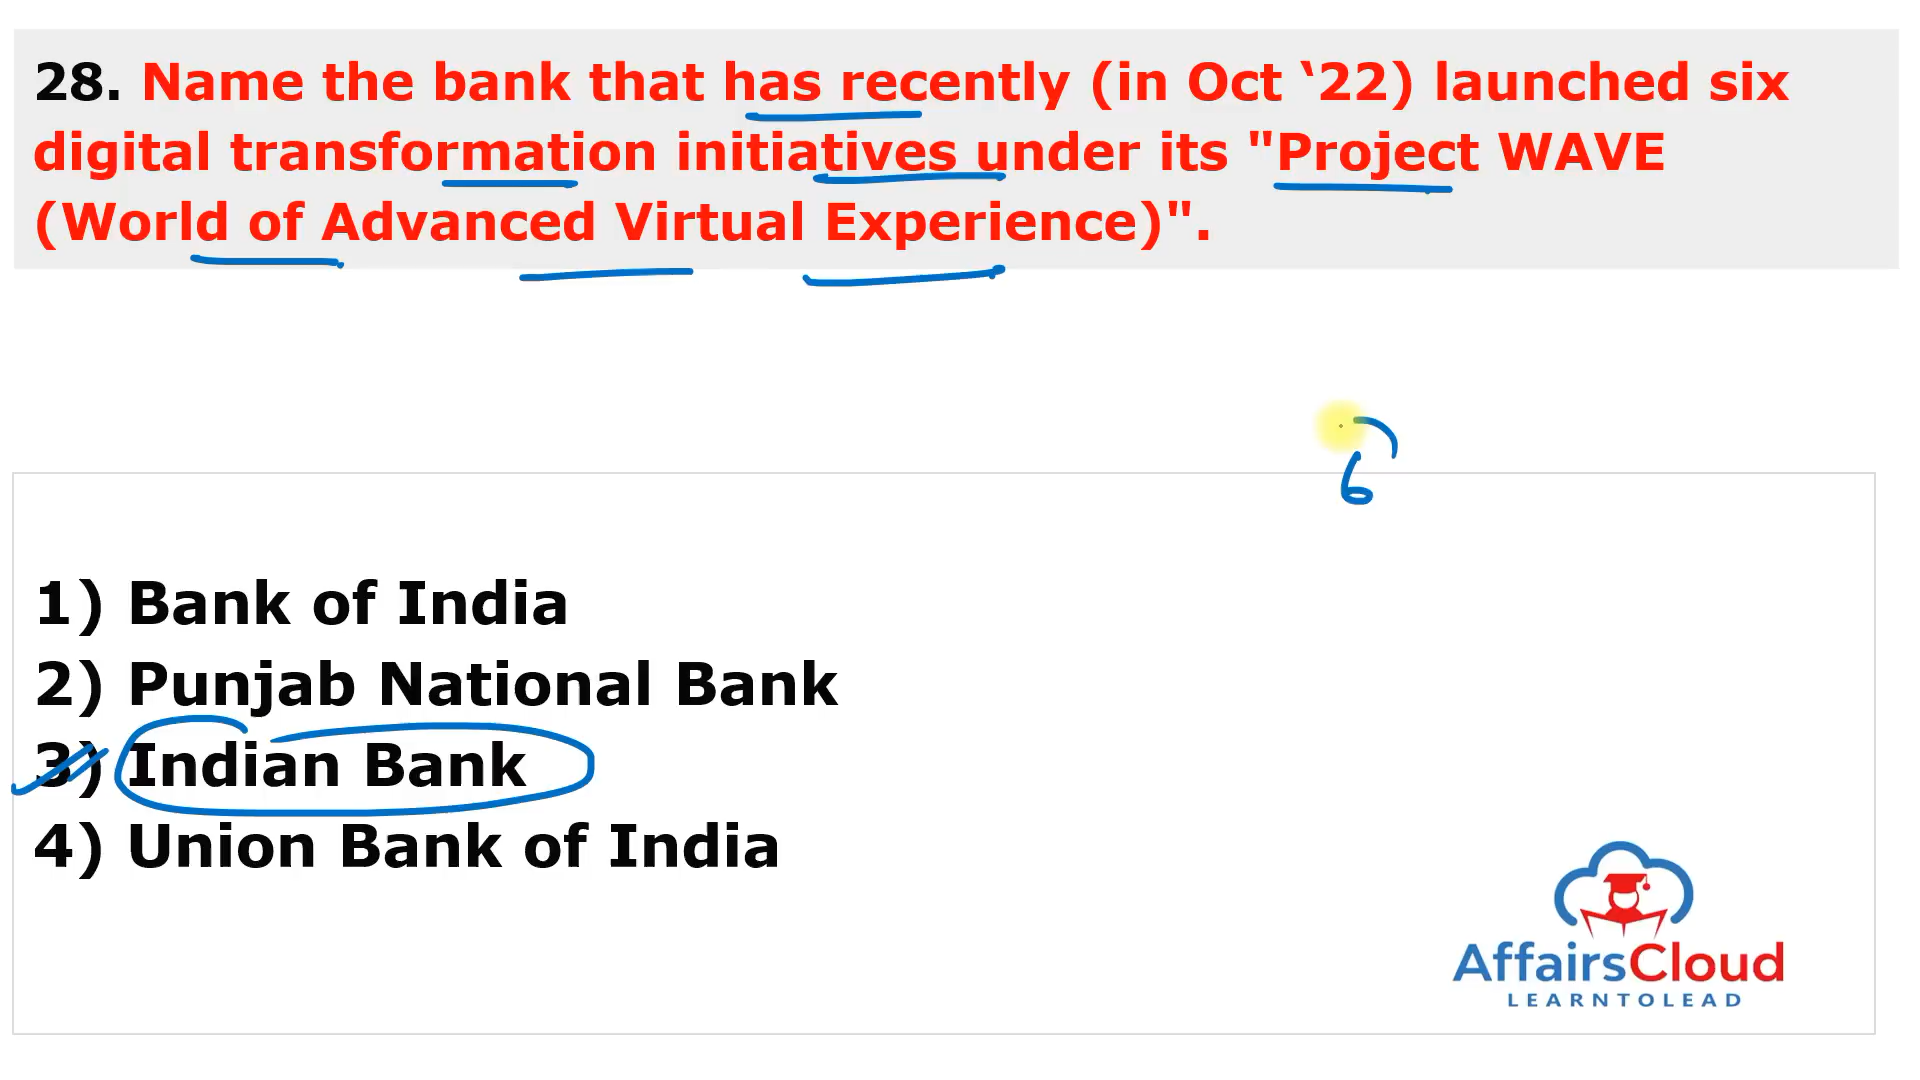 28. Name the bank that has recently (in Oct ‘22) launched six
digital transformation initiatives under its "Project WAVE
(World of Advanced Virtual Experience)".
6
1) Bank of India
2) Punjab National Bank
3) Indian Bank
4) Union Bank of India
AffairsCloud
LEARNTOLEAD